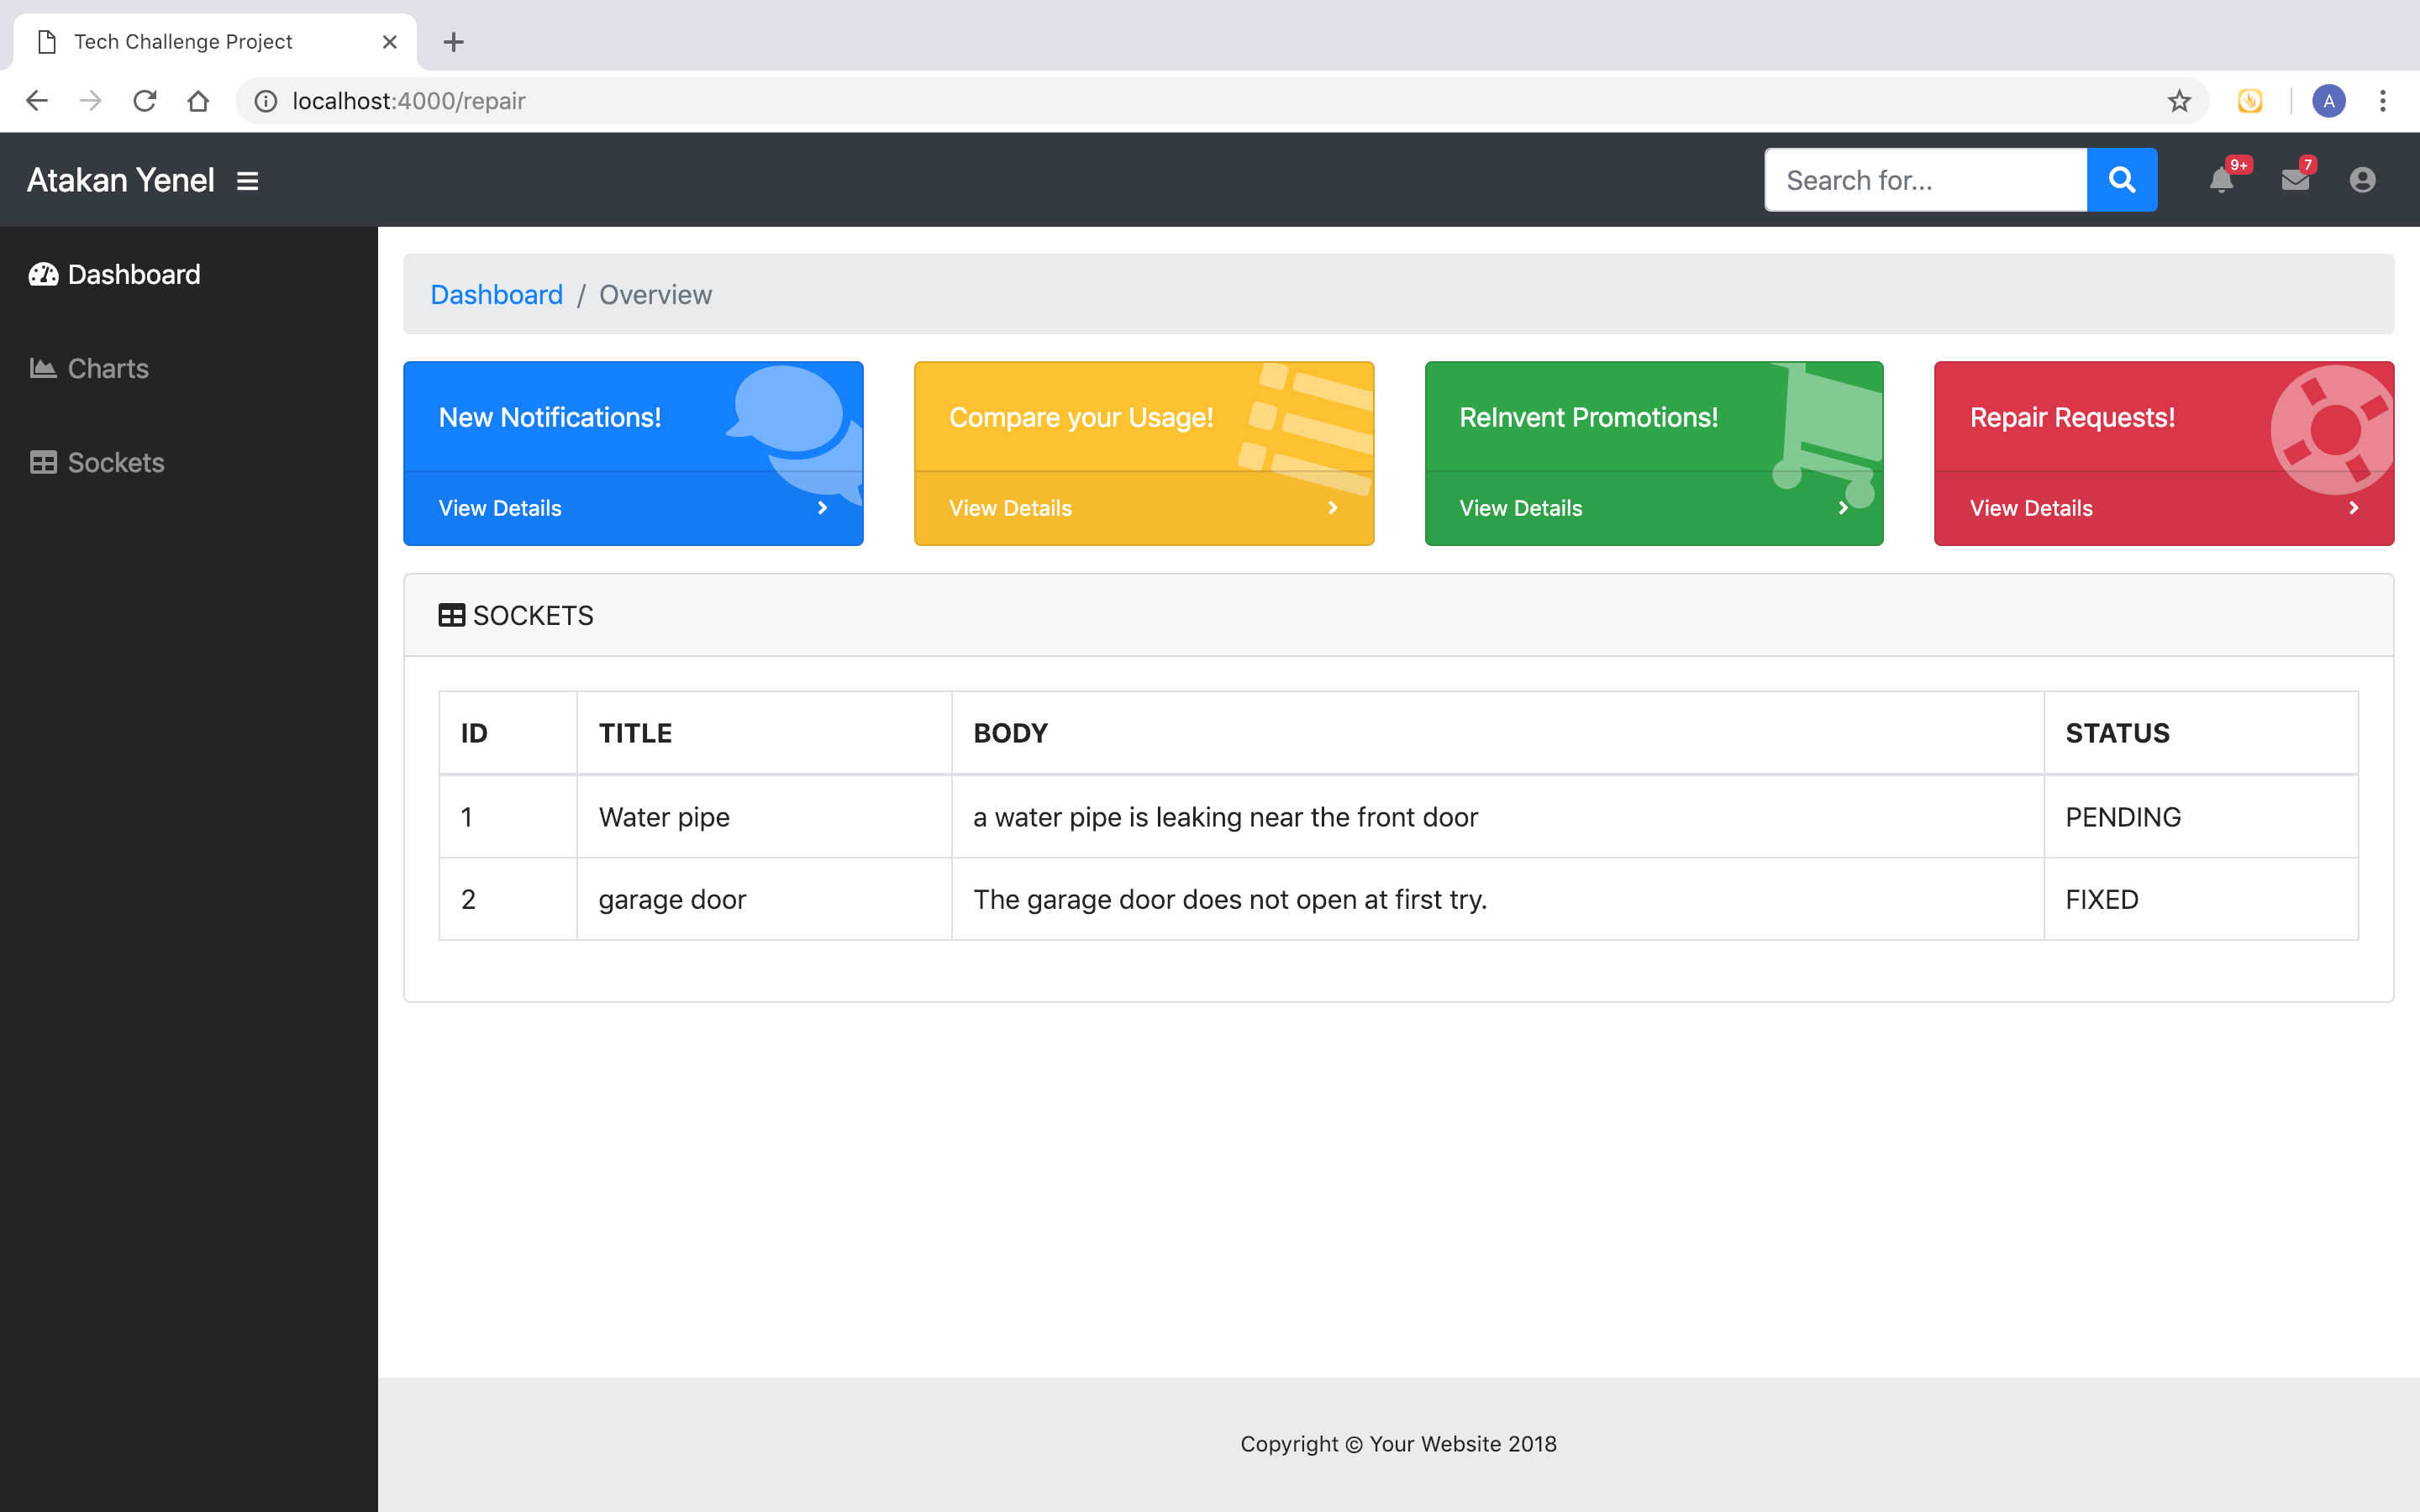 Tech Challenge Project
localhost:4000/repair
A
Atakan Yenel
Search for...
9+
7
Dashboard
Charts
Sockets
Dashboard / Overview
New Notifications!
View Details
Compare your Usage!
View Details
ReInvent Promotions!
View Details
Repair Requests!
View Details
SOCKETS
ID TITLE BODY STATUS
1 Water pipe a water pipe is leaking near the front door PENDING
2 garage door The garage door does not open at first try. FIXED
Copyright © Your Website 2018